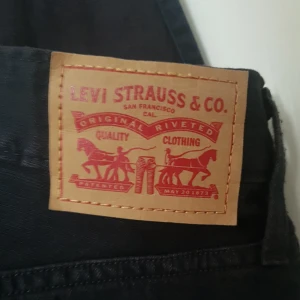 LEVI STRAUSS & CO.
SAN FRANCISCO
CAL.
ORIGINAL RIVETED
QUALITY CLOTHING
PATENTED MAY 20 1873